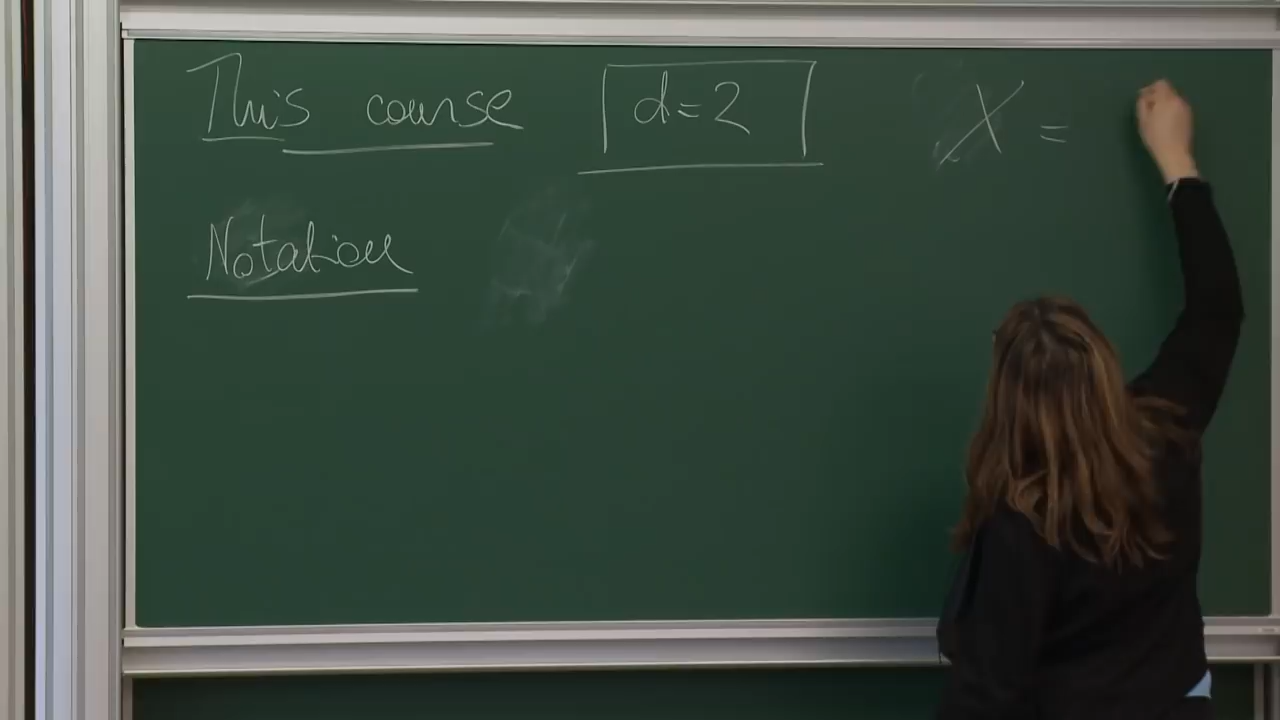 This course d=2 X =
Notation